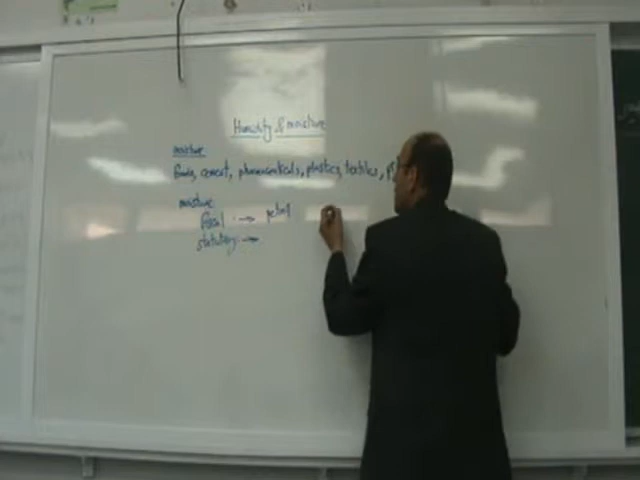 Humidity & moisture
moisture
foods, cement, pharmaceuticals, plastics, textiles,
moisture
fiscal → petrol
statutory →